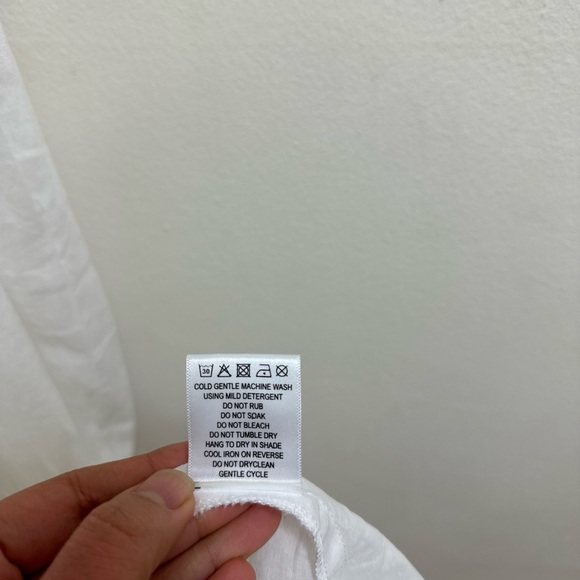 30
COLD GENTLE MACHINE WASH
USING MILD DETERGENT
DO NOT RUB
DO NOT SOAK
DO NOT BLEACH
DO NOT TUMBLE DRY
HANG TO DRY IN SHADE
COOL IRON ON REVERSE
DO NOT DRYCLEAN
GENTLE CYCLE